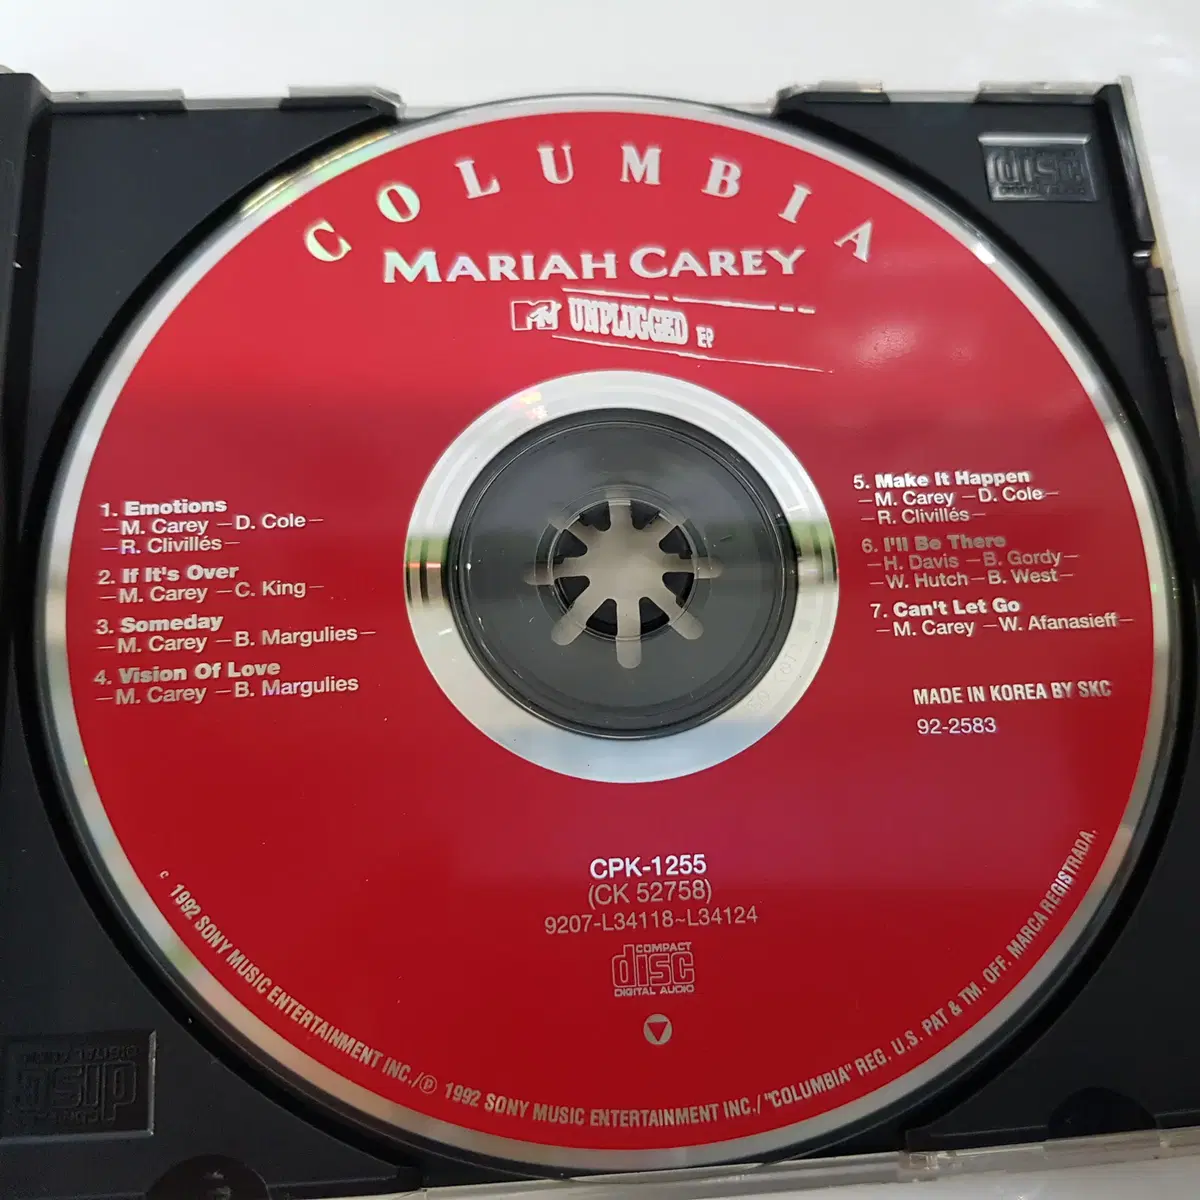 COLUMBIA
MARIAH CAREY
MTV UNPLUGGED EP
1. Emotions
–M. Carey –D. Cole–
–R. Clivillés–
2. If It's Over
–M. Carey –C. King–
3. Someday
–M. Carey –B. Margulies–
4. Vision Of Love
–M. Carey –B. Margulies
5. Make It Happen
–M. Carey –D. Cole–
–R. Clivillés–
6. I'll Be There
–H. Davis –B. Gordy–
–W. Hutch –B. West–
7. Can't Let Go
–M. Carey –W. Afanasieff–
MADE IN KOREA BY SKC
92-2583
CPK-1255
(CK 52758)
9207-L34118~L34124
COMPACT
disc
DIGITAL AUDIO
c 1992 SONY MUSIC ENTERTAINMENT INC./℗ 1992 SONY MUSIC ENTERTAINMENT INC./ "COLUMBIA" REG. U.S. PAT & TM. OFF. MARCA REGISTRADA.
disc
DIGITAL AUDIO
disc